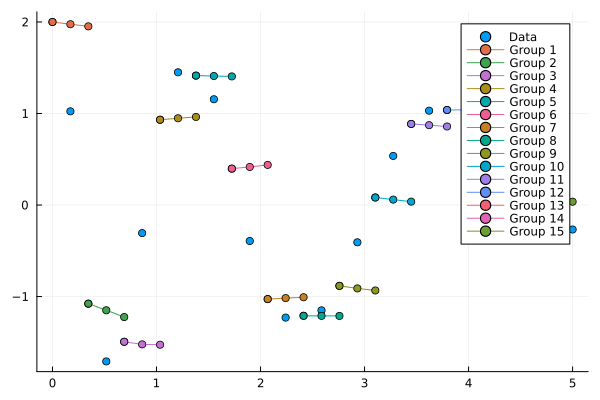 2
1
0
−1
0
1
2
3
4
5
Data
Group 1
Group 2
Group 3
Group 4
Group 5
Group 6
Group 7
Group 8
Group 9
Group 10
Group 11
Group 12
Group 13
Group 14
Group 15